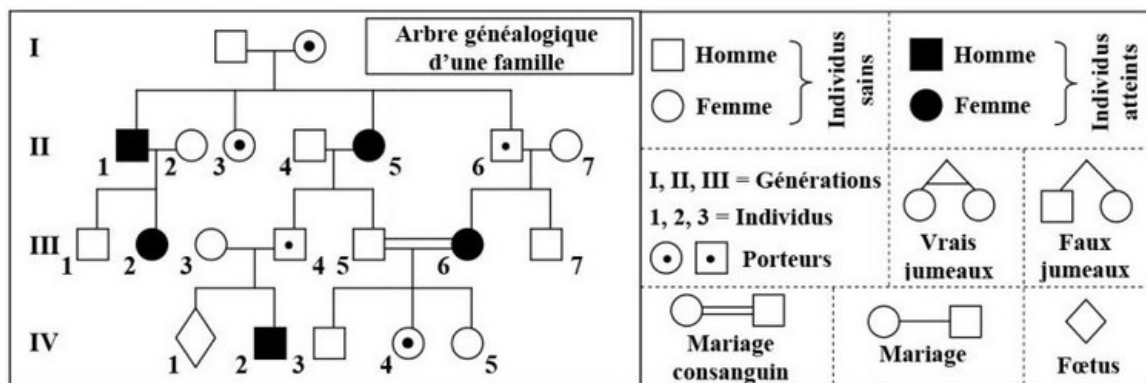 I
Arbre généalogique
d'une famille
II
1 2 3 4 5 6 7
III
1 2 3 4 5 6 7
IV
1 2 3 4 5
Homme
Femme
Individus
sains
Homme
Femme
Individus
atteints
I, II, III = Générations
1, 2, 3 = Individus
Porteurs
Vrais
jumeaux
Faux
jumeaux
Mariage
consanguin
Mariage
Fœtus